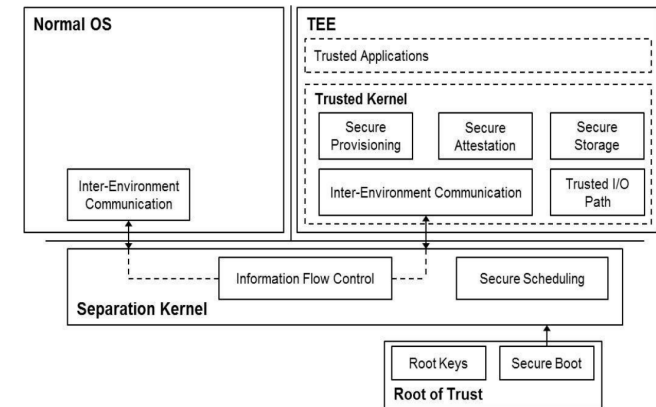 Normal OS
TEE
Trusted Applications
Trusted Kernel
Secure
Provisioning
Secure
Attestation
Secure
Storage
Inter-Environment
Communication
Inter-Environment Communication
Trusted I/O
Path
Information Flow Control
Secure Scheduling
Separation Kernel
Root Keys
Secure Boot
Root of Trust